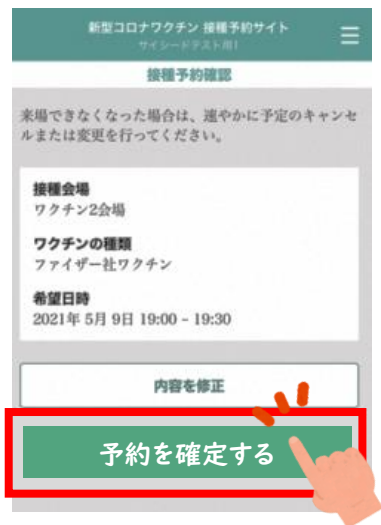 新型コロナワクチン 接種予約サイト
サイシードテスト用1
接種予約確認
来場できなくなった場合は、速やかに予定のキャンセ
ルまたは変更を行ってください。
接種会場
ワクチン2会場
ワクチンの種類
ファイザー社ワクチン
希望日時
2021年 5月 9日 19:00 - 19:30
内容を修正
予約を確定する